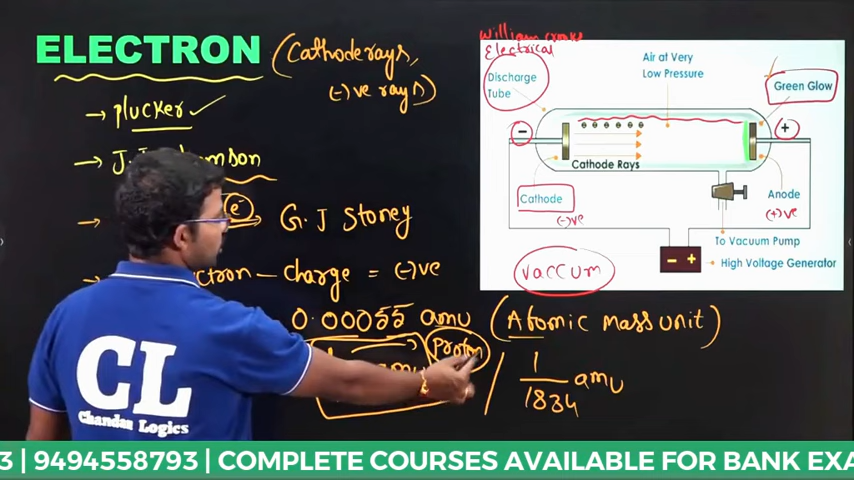 ELECTRON (Cathode rays,
(-)ve rays)
→ plucker ✓
→ J.J
→ e⁻ G.J Stoney
ctron – charge = (-)ve
0.00055 amu (Atomic mass unit)
proton
/ 1/1834 amu
William crooke
Electrical
Discharge
Tube
Air at Very
Low Pressure
Green Glow
−
+
Cathode Rays
Cathode
(-)ve
Anode
(+)ve
To Vacuum Pump
Vaccum
− +
High Voltage Generator
CL
Chandan Logics
3 | 9494558793 | COMPLETE COURSES AVAILABLE FOR BANK EXA